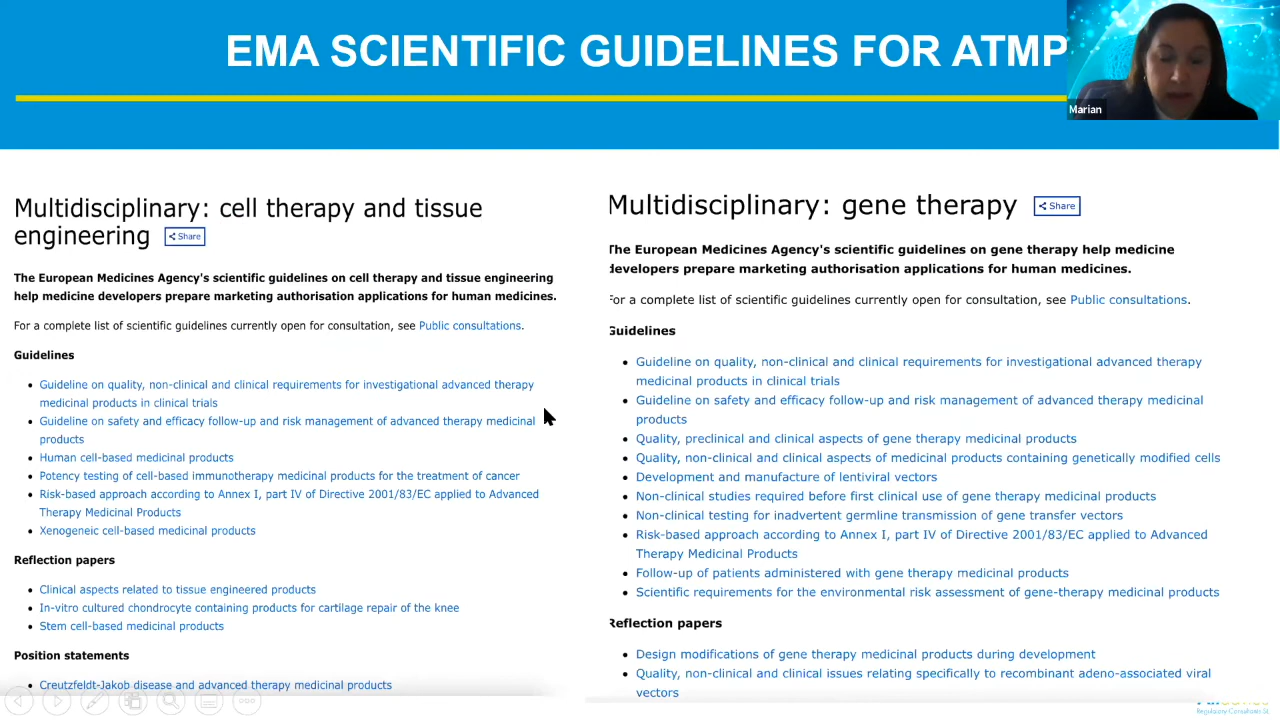 EMA SCIENTIFIC GUIDELINES FOR ATMP
Marian
Multidisciplinary: cell therapy and tissue
engineering Share
The European Medicines Agency's scientific guidelines on cell therapy and tissue engineering
help medicine developers prepare marketing authorisation applications for human medicines.
For a complete list of scientific guidelines currently open for consultation, see Public consultations.
Guidelines
Guideline on quality, non-clinical and clinical requirements for investigational advanced therapy
medicinal products in clinical trials
Guideline on safety and efficacy follow-up and risk management of advanced therapy medicinal
products
Human cell-based medicinal products
Potency testing of cell-based immunotherapy medicinal products for the treatment of cancer
Risk-based approach according to Annex I, part IV of Directive 2001/83/EC applied to Advanced
Therapy Medicinal Products
Xenogeneic cell-based medicinal products
Reflection papers
Clinical aspects related to tissue engineered products
In-vitro cultured chondrocyte containing products for cartilage repair of the knee
Stem cell-based medicinal products
Position statements
Creutzfeldt-Jakob disease and advanced therapy medicinal products
Multidisciplinary: gene therapy Share
The European Medicines Agency's scientific guidelines on gene therapy help medicine
developers prepare marketing authorisation applications for human medicines.
For a complete list of scientific guidelines currently open for consultation, see Public consultations.
Guidelines
Guideline on quality, non-clinical and clinical requirements for investigational advanced therapy
medicinal products in clinical trials
Guideline on safety and efficacy follow-up and risk management of advanced therapy medicinal
products
Quality, preclinical and clinical aspects of gene therapy medicinal products
Quality, non-clinical and clinical aspects of medicinal products containing genetically modified cells
Development and manufacture of lentiviral vectors
Non-clinical studies required before first clinical use of gene therapy medicinal products
Non-clinical testing for inadvertent germline transmission of gene transfer vectors
Risk-based approach according to Annex I, part IV of Directive 2001/83/EC applied to Advanced
Therapy Medicinal Products
Follow-up of patients administered with gene therapy medicinal products
Scientific requirements for the environmental risk assessment of gene-therapy medicinal products
Reflection papers
Design modifications of gene therapy medicinal products during development
Quality, non-clinical and clinical issues relating specifically to recombinant adeno-associated viral
vectors
Regulatory Consultants SL